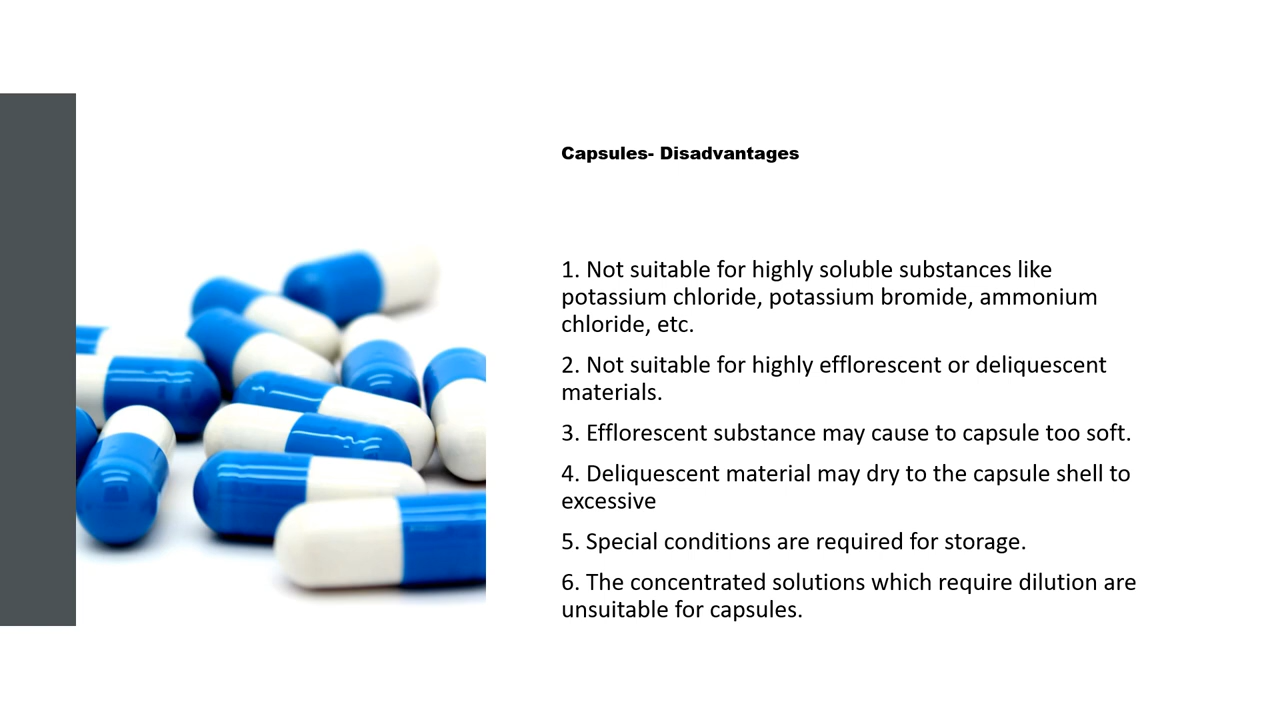 Capsules- Disadvantages
1. Not suitable for highly soluble substances like
potassium chloride, potassium bromide, ammonium
chloride, etc.
2. Not suitable for highly efflorescent or deliquescent
materials.
3. Efflorescent substance may cause to capsule too soft.
4. Deliquescent material may dry to the capsule shell to
excessive
5. Special conditions are required for storage.
6. The concentrated solutions which require dilution are
unsuitable for capsules.